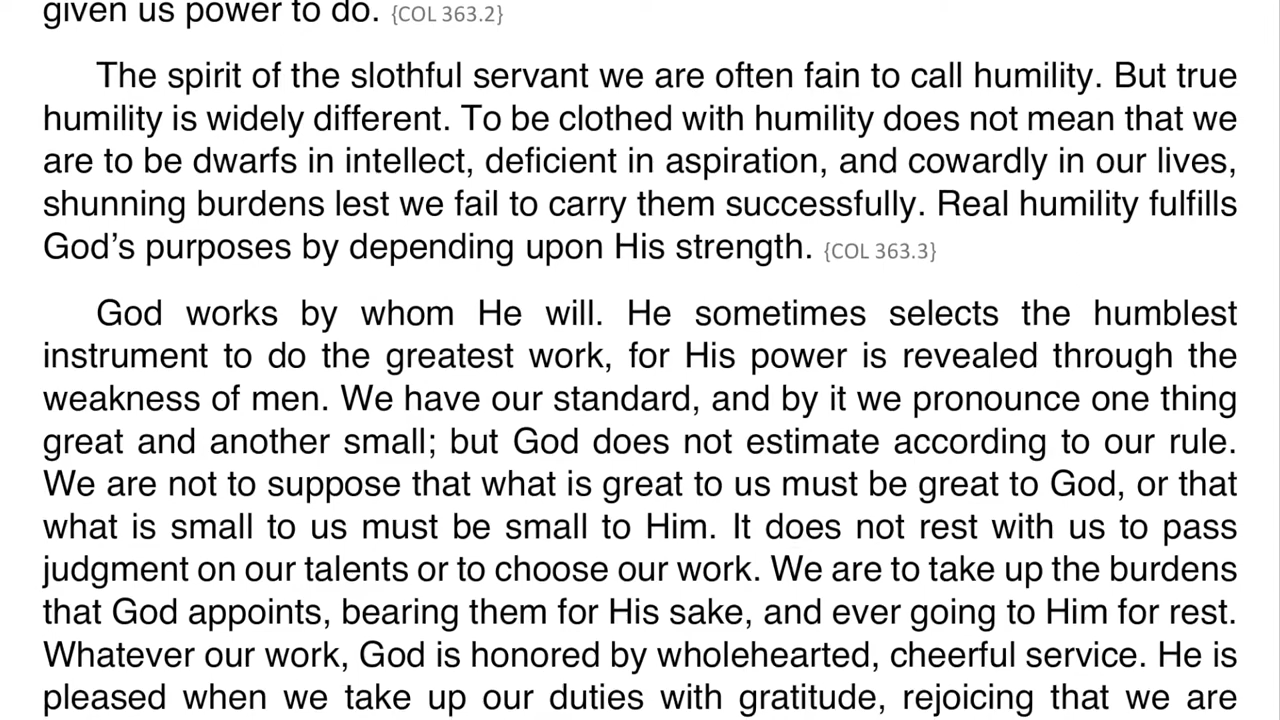 given us power to do. {COL 363.2}
The spirit of the slothful servant we are often fain to call humility. But true
humility is widely different. To be clothed with humility does not mean that we
are to be dwarfs in intellect, deficient in aspiration, and cowardly in our lives,
shunning burdens lest we fail to carry them successfully. Real humility fulfills
God’s purposes by depending upon His strength. {COL 363.3}
God works by whom He will. He sometimes selects the humblest
instrument to do the greatest work, for His power is revealed through the
weakness of men. We have our standard, and by it we pronounce one thing
great and another small; but God does not estimate according to our rule.
We are not to suppose that what is great to us must be great to God, or that
what is small to us must be small to Him. It does not rest with us to pass
judgment on our talents or to choose our work. We are to take up the burdens
that God appoints, bearing them for His sake, and ever going to Him for rest.
Whatever our work, God is honored by wholehearted, cheerful service. He is
pleased when we take up our duties with gratitude, rejoicing that we are